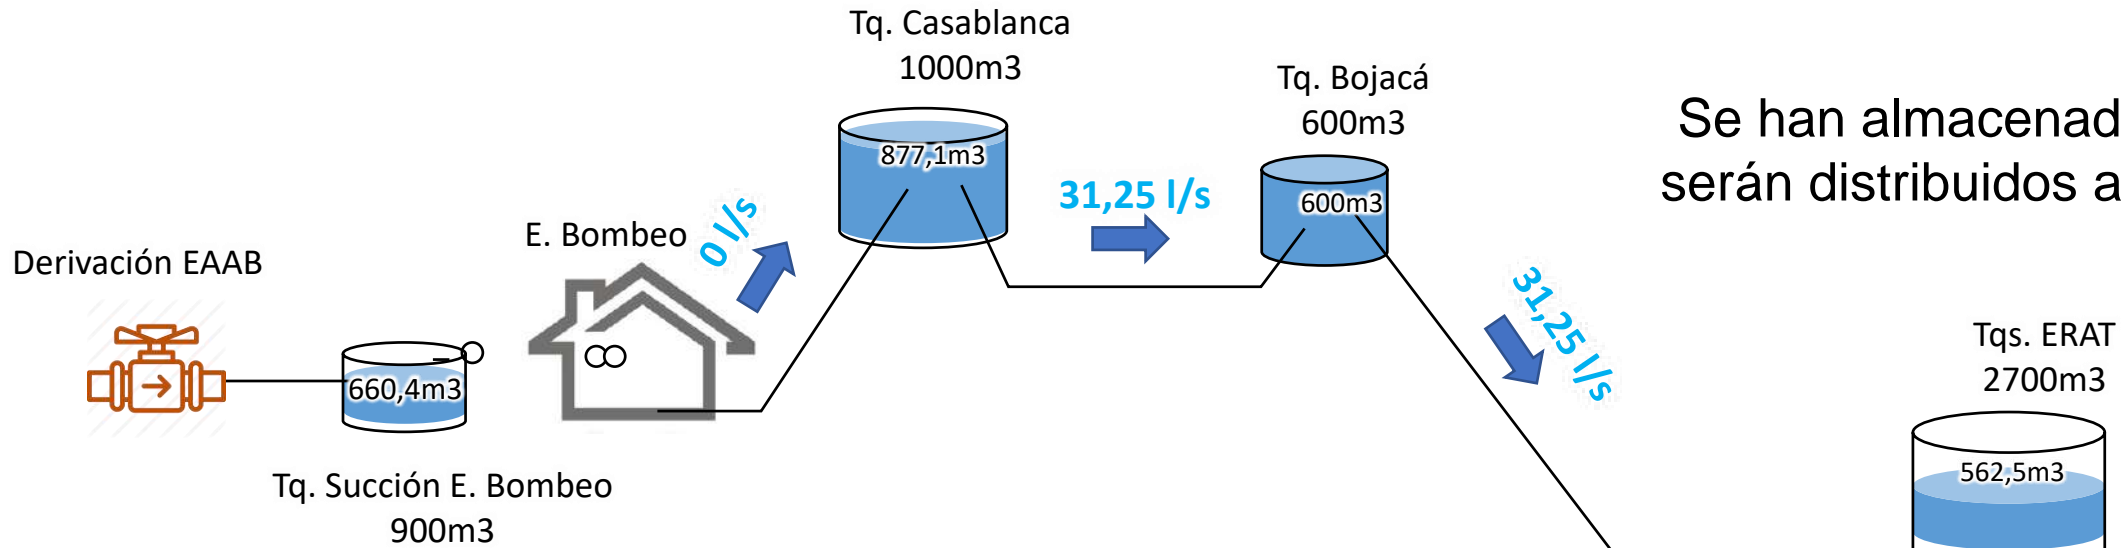 Tq. Casablanca
1000m3
877,1m3
Tq. Bojacá
600m3
600m3
Se han almacenad
serán distribuidos a
31,25 l/s
0 l/s
E. Bombeo
Derivación EAAB
660,4m3
Tq. Succión E. Bombeo
900m3
31,25 l/s
Tqs. ERAT
2700m3
562,5m3